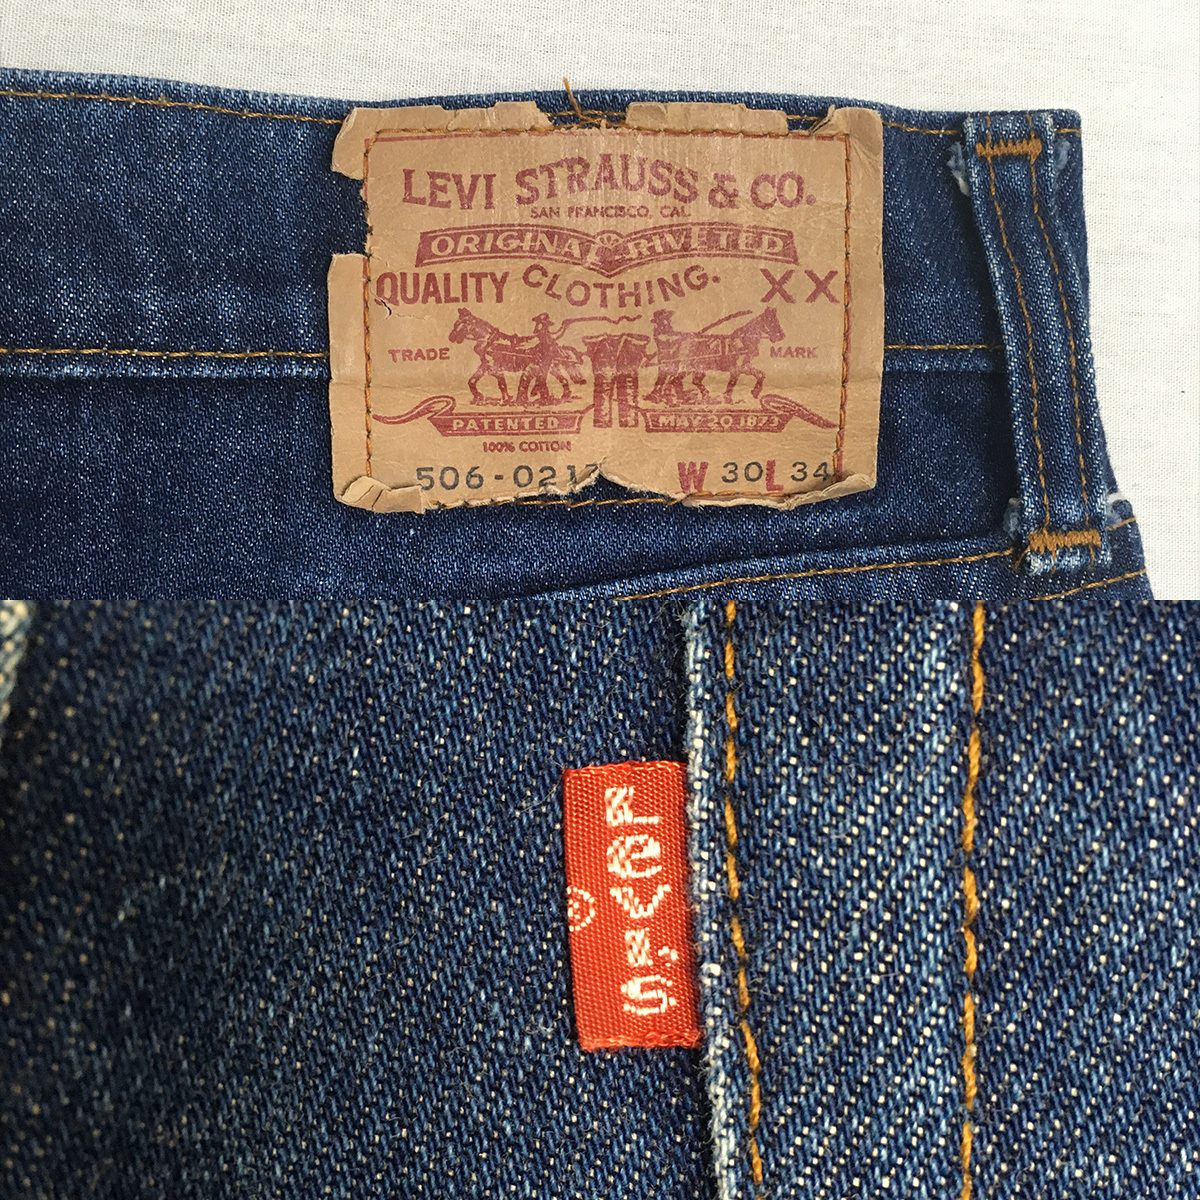 LEVI STRAUSS & CO.
SAN FRANCISCO, CAL.
ORIGINAL RIVETED
QUALITY CLOTHING. XX
TRADE MARK
PATENTED MAY 20 1873
100% COTTON
506-0217 W 30 L 34
LEVI'S
®